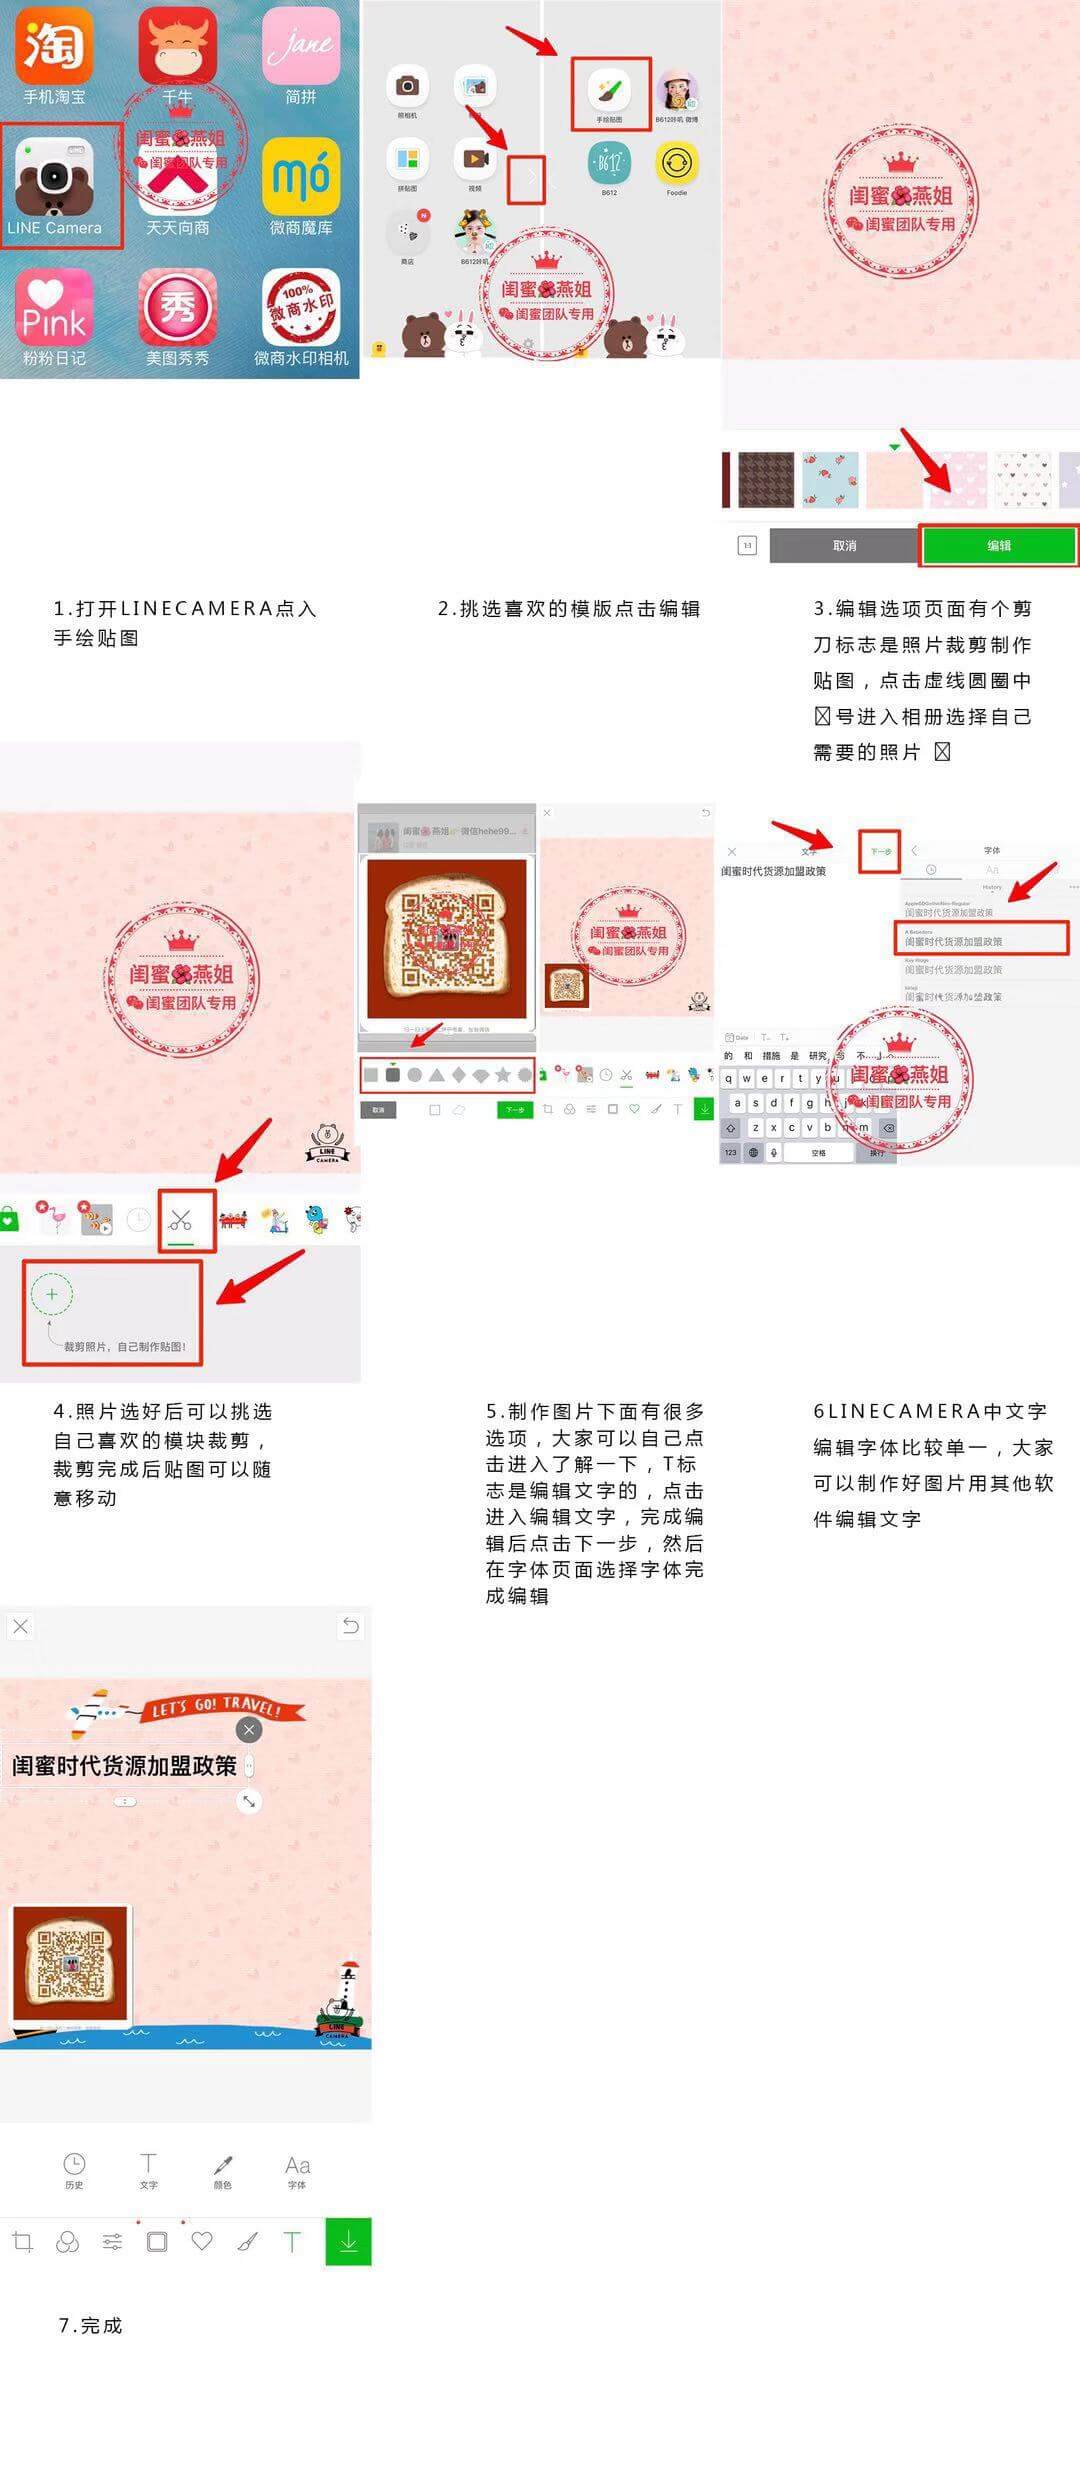 手机淘宝
千牛
简拼
jane
LINE Camera
天天向商
mó
微商魔库
Pink
粉粉日记
秀
美图秀秀
100%
微商水印
微商水印相机
闺蜜 燕姐
闺蜜团队专用
照相机
拼贴图
视频
商店
N
B612咔叽
手绘贴图
B612咔叽 微博
B612
Foodie
闺蜜 燕姐
闺蜜团队专用
闺蜜 燕姐
闺蜜团队专用
1:1
取消
编辑
1.打开LINECAMERA点入
手绘贴图
2.挑选喜欢的模版点击编辑
3.编辑选项页面有个剪
刀标志是照片裁剪制作
贴图，点击虚线圆圈中
号进入相册选择自己
需要的照片
闺蜜 燕姐
闺蜜团队专用
LINE
CAMERA
裁剪照片，自己制作贴图!
闺蜜 燕姐 微信hehe99...
取消
下一步
闺蜜 燕姐
闺蜜团队专用
文字
下一步
闺蜜时代货源加盟政策
字体
Aa
History
AppleSDGothicNeo-Regular
闺蜜时代货源加盟政策
闺蜜时代货源加盟政策
闺蜜时代货源加盟政策
闺蜜时代货源加盟政策
Date T- T+
的 和 措施 是 研究 与 不
q w e r t y
a s d f g h j k
z x c v b n m
123 空格 换行
闺蜜 燕姐
闺蜜团队专用
4.照片选好后可以挑选
自己喜欢的模块裁剪，
裁剪完成后贴图可以随
意移动
5.制作图片下面有很多
选项，大家可以自己点
击进入了解一下，T标
志是编辑文字的，点击
进入编辑文字，完成编
辑后点击下一步，然后
在字体页面选择字体完
成编辑
6LINECAMERA中文字
编辑字体比较单一，大家
可以制作好图片用其他软
件编辑文字
LET'S GO! TRAVEL!
闺蜜时代货源加盟政策
LINE
CAMERA
历史
文字
颜色
Aa
字体
7.完成